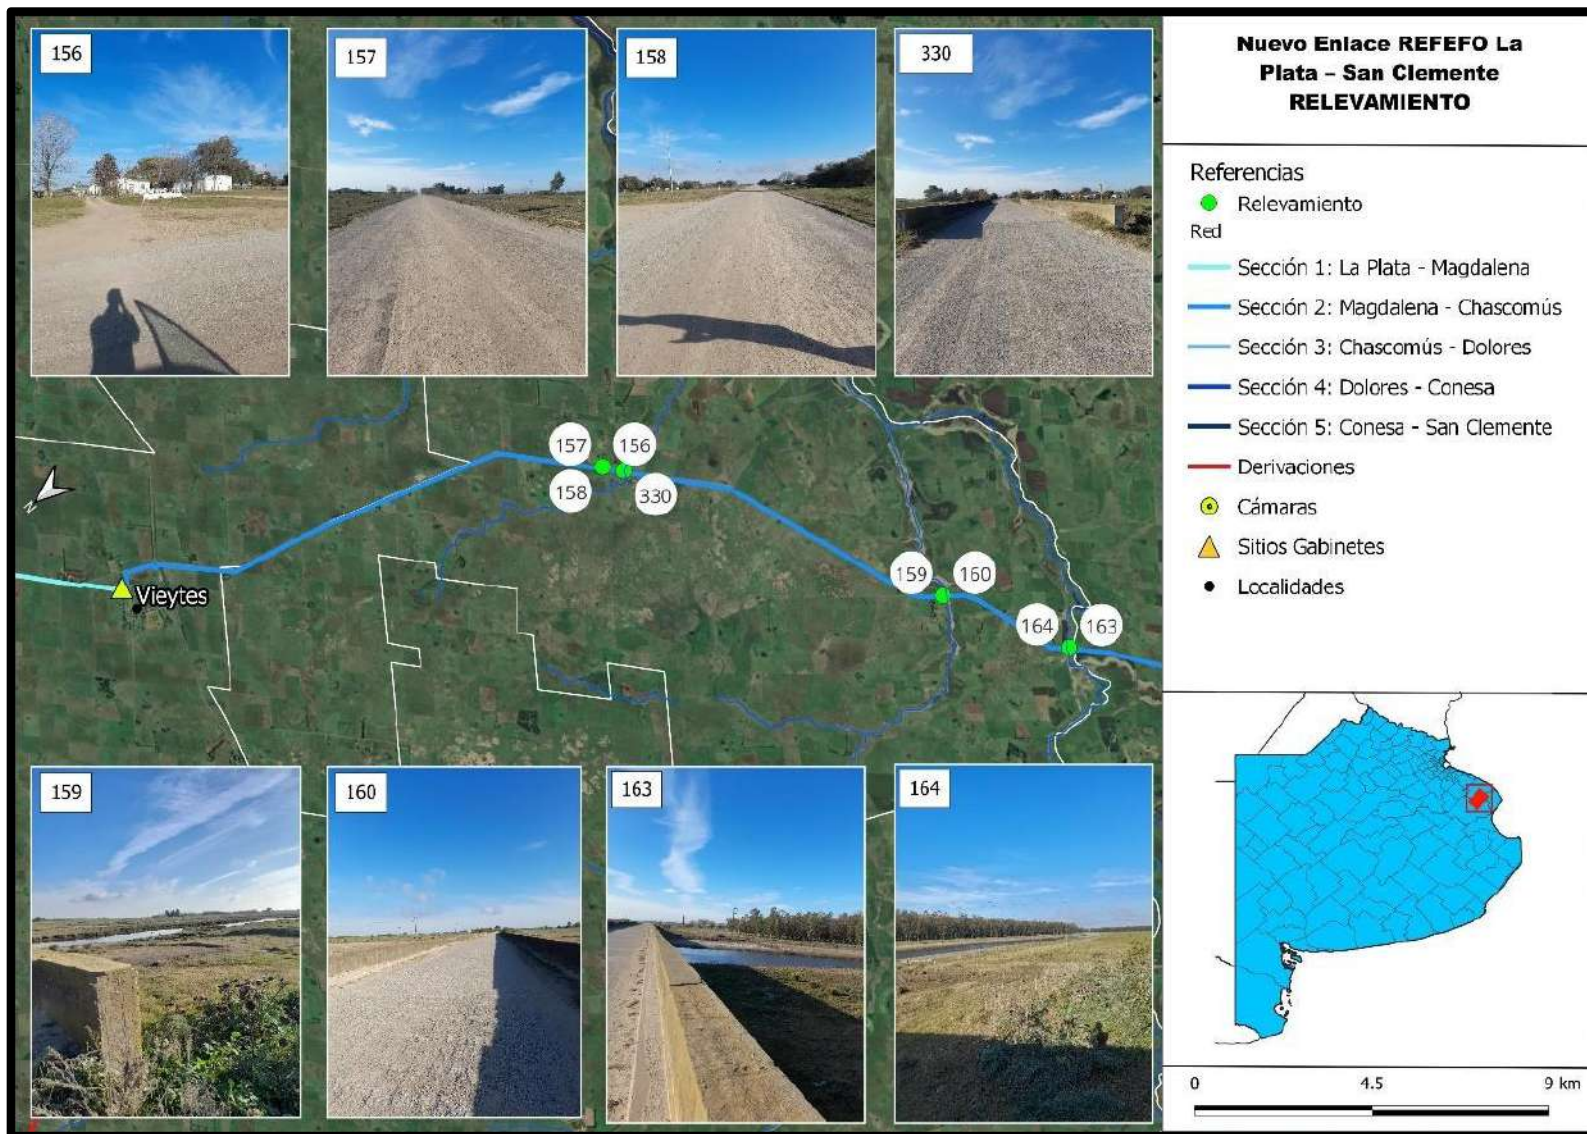 156
157
158
330
Nuevo Enlace REFEFO La
Plata – San Clemente
RELEVAMIENTO
Referencias
Relevamiento
Red
Sección 1: La Plata - Magdalena
Sección 2: Magdalena - Chascomús
Sección 3: Chascomús - Dolores
Sección 4: Dolores - Conesa
Sección 5: Conesa - San Clemente
Derivaciones
Cámaras
Sitios Gabinetes
Localidades
157
156
158
330
N
Vieytes
159
160
164
163
159
160
163
164
0 4.5 9 km